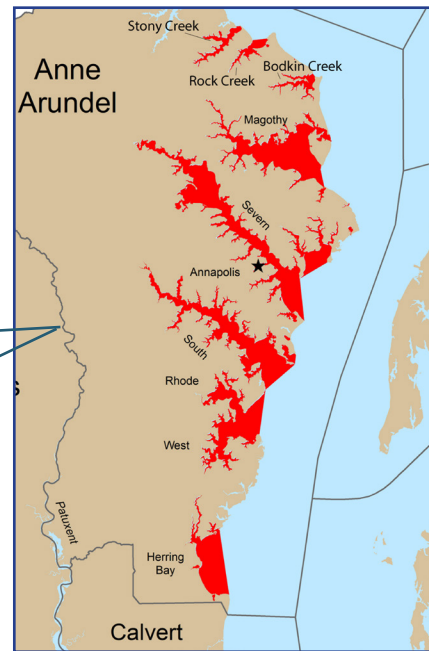 Stony Creek
Anne
Arundel
Bodkin Creek
Rock Creek
Magothy
Severn
Annapolis
South
Rhode
s
West
Patuxent
Herring
Bay
Calvert